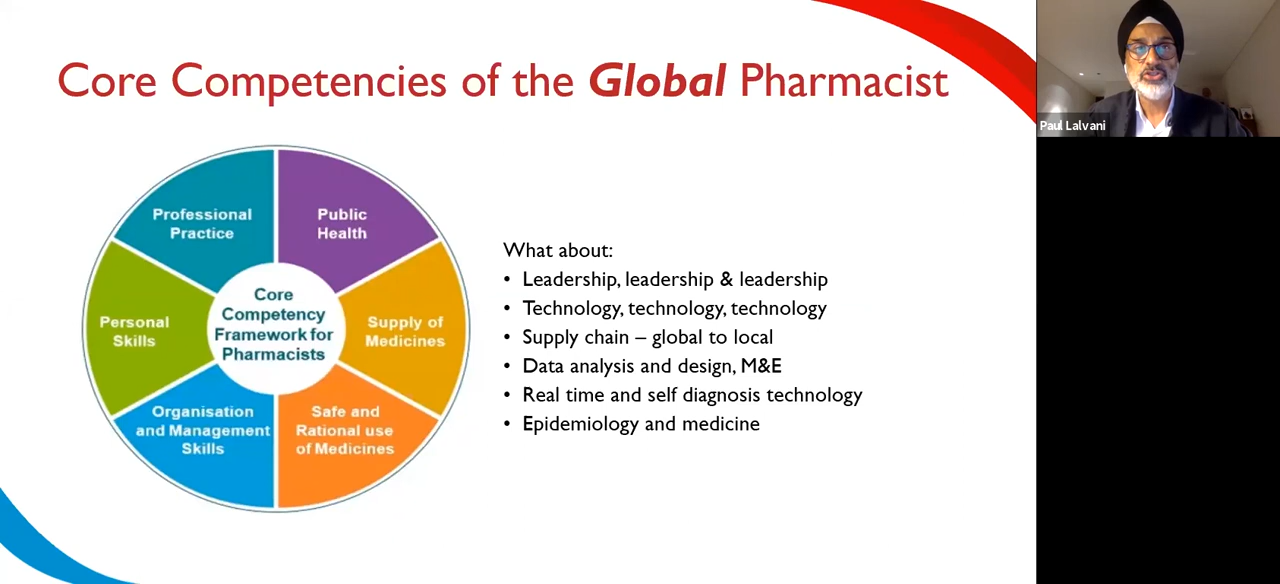 Core Competencies of the Global Pharmacist
Professional
Practice
Public
Health
Personal
Skills
Core
Competency
Framework for
Pharmacists
Supply of
Medicines
Organisation
and Management
Skills
Safe and
Rational use
of Medicines
What about:
• Leadership, leadership & leadership
• Technology, technology, technology
• Supply chain – global to local
• Data analysis and design, M&E
• Real time and self diagnosis technology
• Epidemiology and medicine
Paul Lalvani